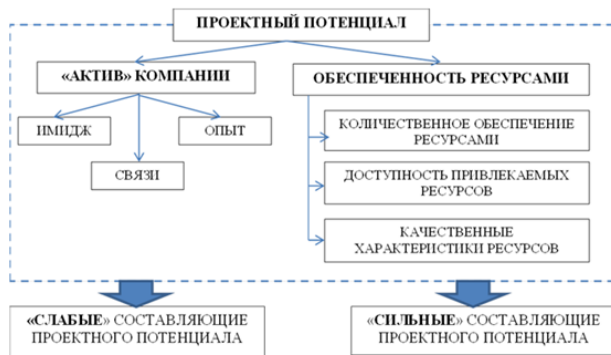 ПРОЕКТНЫЙ ПОТЕНЦИАЛ
«АКТИВ» КОМПАНИИ
ОБЕСПЕЧЕННОСТЬ РЕСУРСАМИ
ИМИДЖ
ОПЫТ
СВЯЗИ
КОЛИЧЕСТВЕННОЕ ОБЕСПЕЧЕНИЕ
РЕСУРСАМИ
ДОСТУПНОСТЬ ПРИВЛЕКАЕМЫХ
РЕСУРСОВ
КАЧЕСТВЕННЫЕ
ХАРАКТЕРИСТИКИ РЕСУРСОВ
«СЛАБЫЕ» СОСТАВЛЯЮЩИЕ
ПРОЕКТНОГО ПОТЕНЦИАЛА
«СИЛЬНЫЕ» СОСТАВЛЯЮЩИЕ
ПРОЕКТНОГО ПОТЕНЦИАЛА